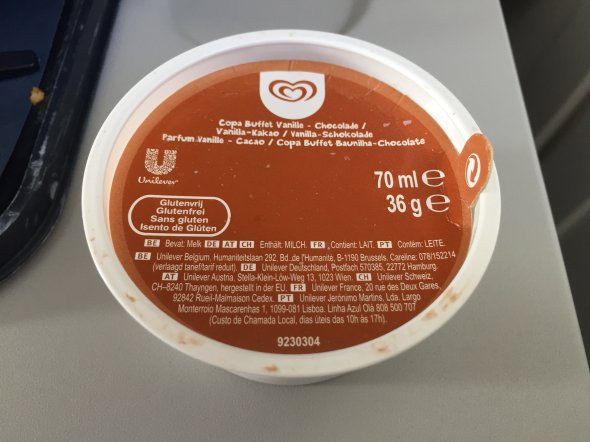 Copa Buffet Vanille - Chocolade /
Vanilla-Kakao / Vanilla-Schokolade
Parfum Vanille - Cacao / Copa Buffet Baunilha-Chocolate
Unilever
70 ml e
36 g e
Glutenvrij
Glutenfrei
Sans gluten
Isento de Glúten
BE Bevat: Melk DE AT CH Enthält: MILCH. FR Contient: LAIT. PT Contém: LEITE.
BE Unilever Belgium, Humaniteitslaan 292, Bd. de l'Humanité, B-1190 Brussels, Careline: 078/152214
(verlaagd tarief/tarif réduit). DE Unilever Deutschland, Postfach 570385, 22772 Hamburg.
AT Unilever Austria, Stella-Klein-Löw-Weg 13, 1023 Wien. CH Unilever Schweiz,
CH-8240 Thayngen, hergestellt in der EU. FR Unilever France, 20 rue des Deux Gares,
92842 Rueil-Malmaison Cedex. PT Unilever Jerónimo Martins, Lda. Largo
Monterroio Mascarenhas 1, 1099-081 Lisboa. Linha Azul Olá 808 500 707
(Custo de Chamada Local, dias úteis das 10h às 17h).
9230304